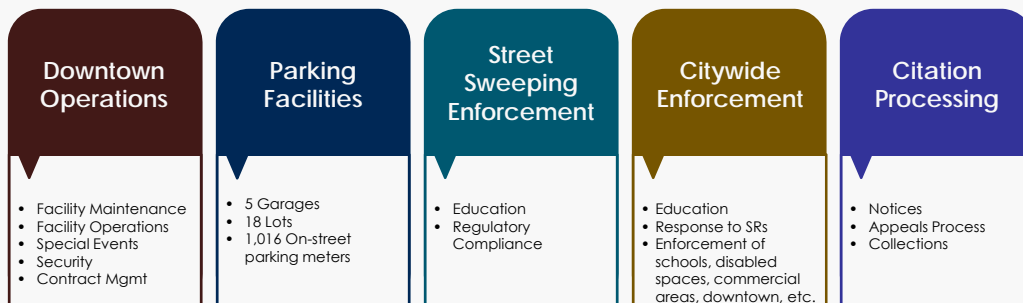 Downtown
Operations
• Facility Maintenance
• Facility Operations
• Special Events
• Security
• Contract Mgmt
Parking
Facilities
• 5 Garages
• 18 Lots
• 1,016 On-street
parking meters
Street
Sweeping
Enforcement
• Education
• Regulatory
Compliance
Citywide
Enforcement
• Education
• Response to SRs
• Enforcement of
schools, disabled
spaces, commercial
areas, downtown, etc.
Citation
Processing
• Notices
• Appeals Process
• Collections